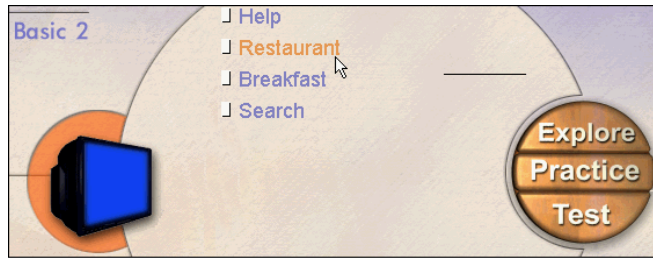 Basic 2
Help
Restaurant
Breakfast
Search
Explore
Practice
Test